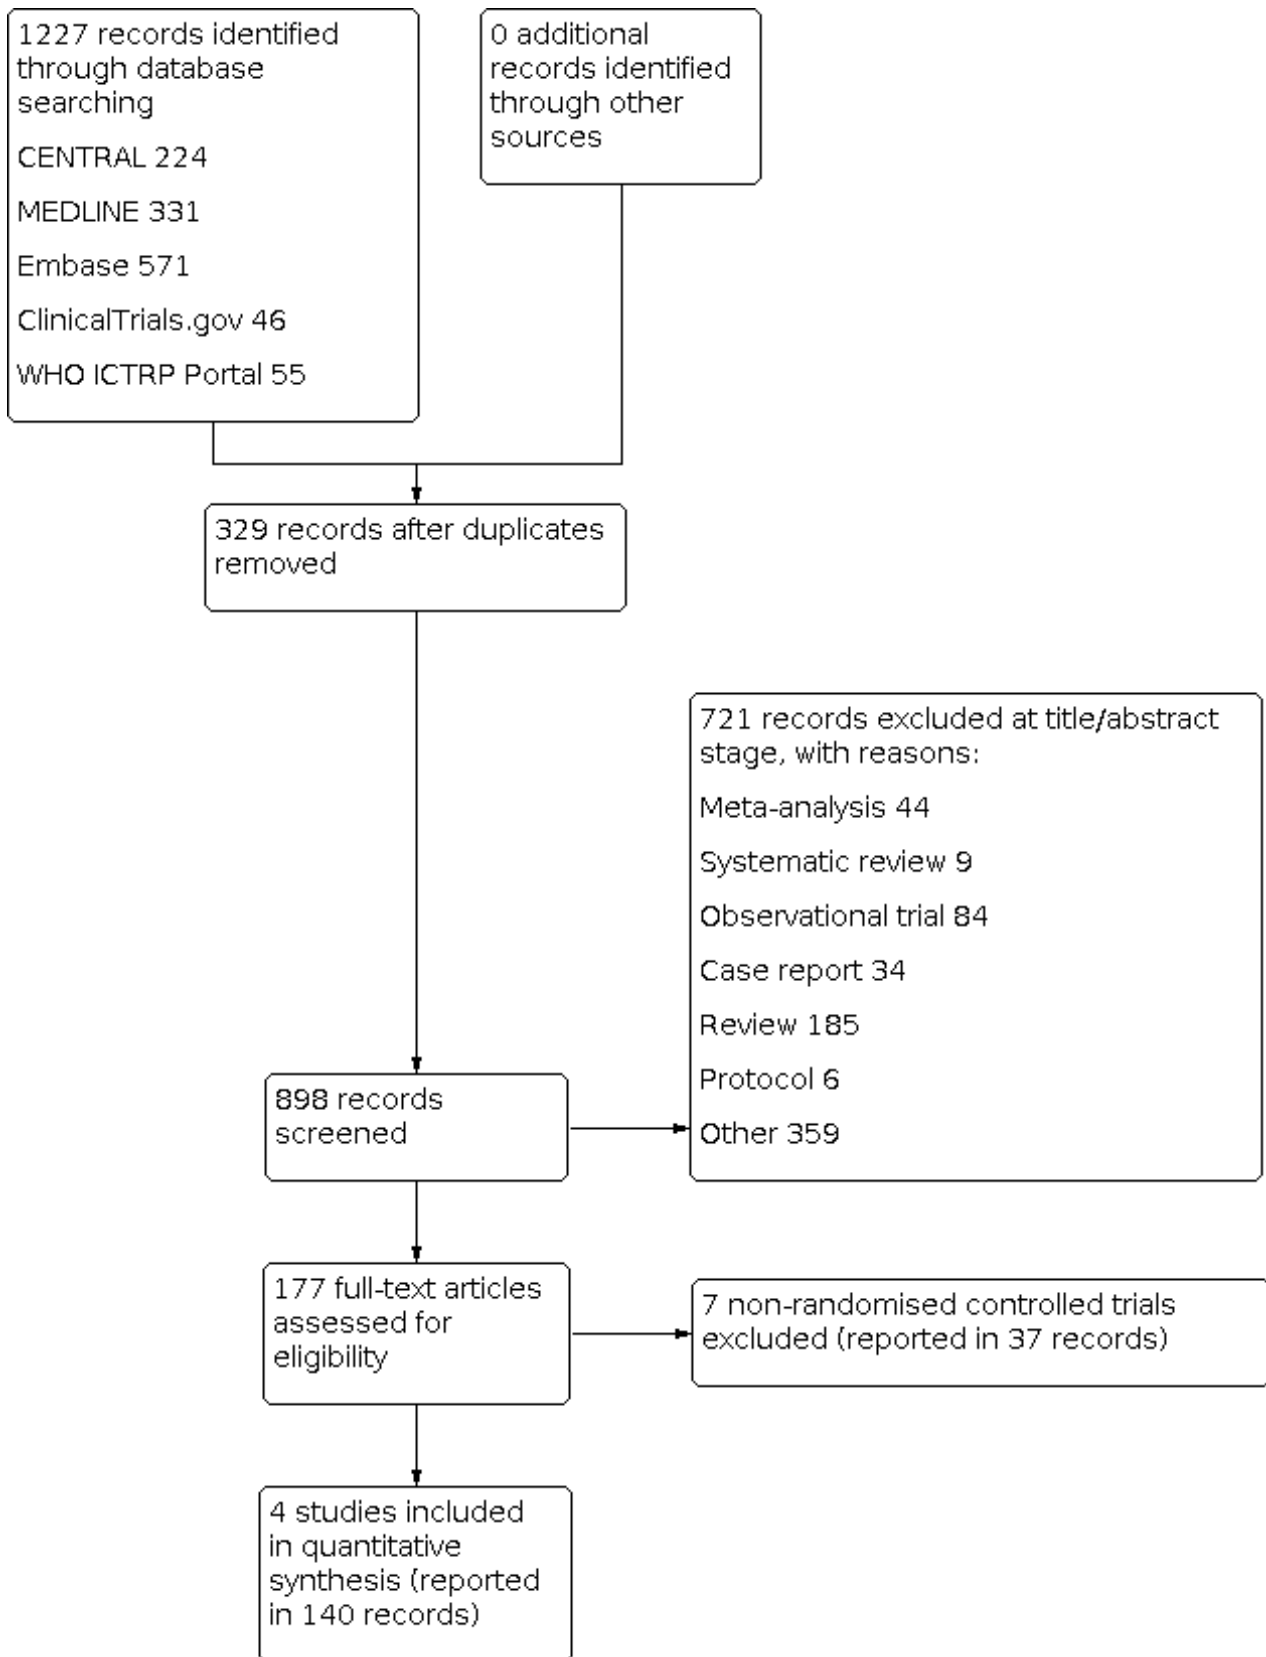 1227 records identified
through database
searching
CENTRAL 224
MEDLINE 331
Embase 571
ClinicalTrials.gov 46
WHO ICTRP Portal 55
0 additional
records identified
through other
sources
329 records after duplicates
removed
721 records excluded at title/abstract
stage, with reasons:
Meta-analysis 44
Systematic review 9
Observational trial 84
Case report 34
Review 185
Protocol 6
Other 359
898 records
screened
177 full-text articles
assessed for
eligibility
7 non-randomised controlled trials
excluded (reported in 37 records)
4 studies included
in quantitative
synthesis (reported
in 140 records)